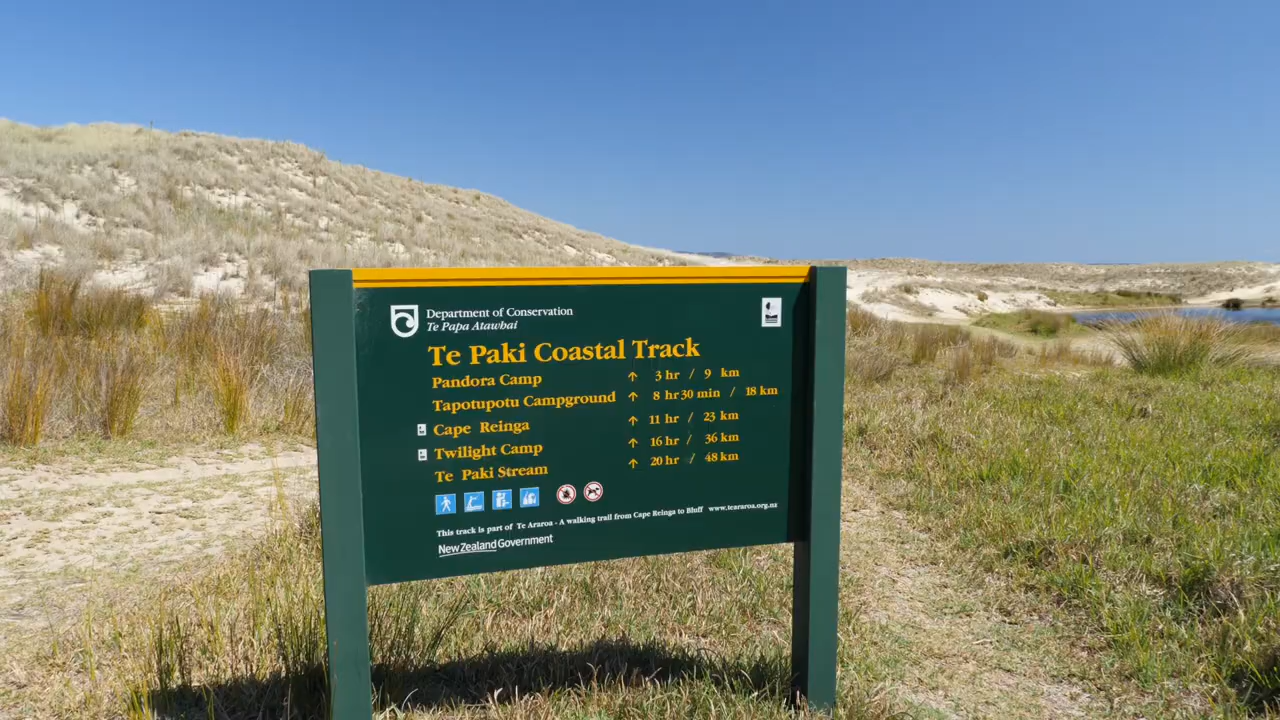 Department of Conservation
Te Papa Atawhai
Te Paki Coastal Track
Pandora Camp ↑ 3 hr / 9 km
Tapotupotu Campground ↑ 8 hr 30 min / 18 km
Cape Reinga ↑ 11 hr / 23 km
Twilight Camp ↑ 16 hr / 36 km
Te Paki Stream ↑ 20 hr / 48 km
This track is part of Te Araroa - A walking trail from Cape Reinga to Bluff www.teararoa.org.nz
New Zealand Government